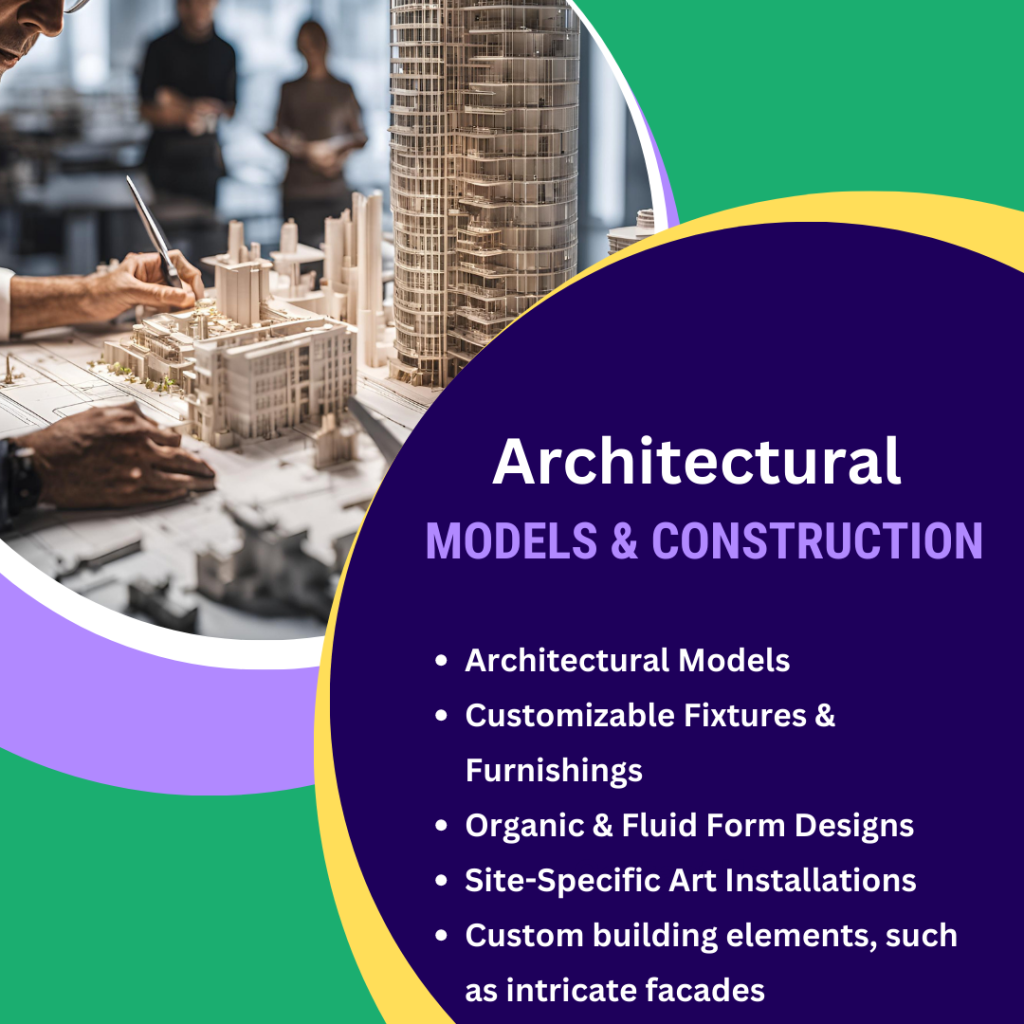 Architectural
MODELS & CONSTRUCTION
• Architectural Models
• Customizable Fixtures &
Furnishings
• Organic & Fluid Form Designs
• Site-Specific Art Installations
• Custom building elements, such
as intricate facades